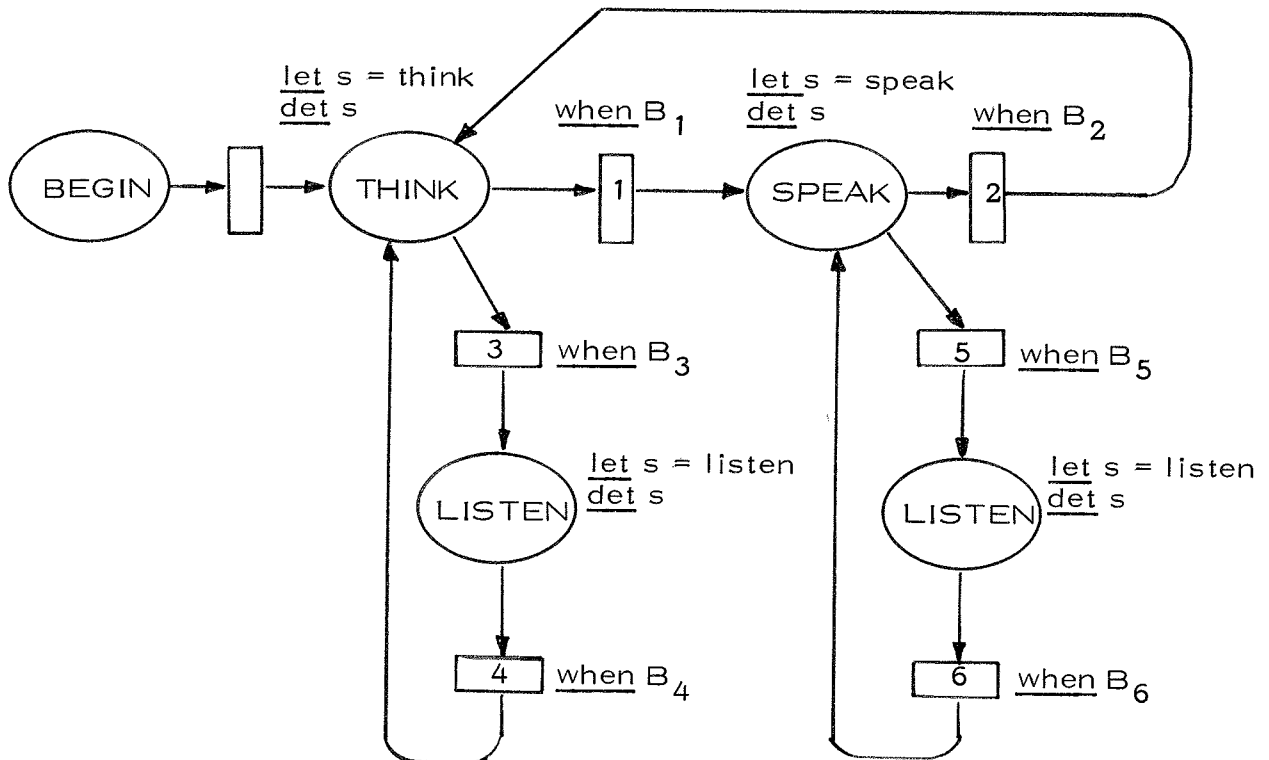 let s = think
det s
when B1
let s = speak
det s
when B2
BEGIN
THINK
1
SPEAK
2
3
when B3
5
when B5
LISTEN
let s = listen
det s
LISTEN
let s = listen
det s
4
when B4
6
when B6